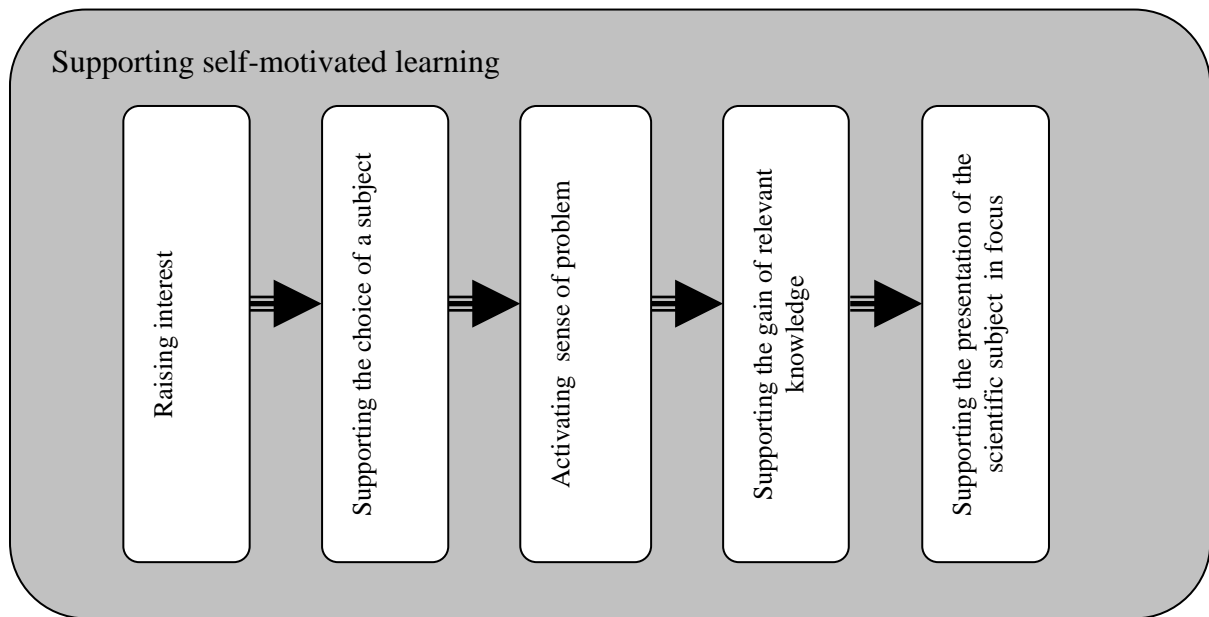 Supporting self-motivated learning
Raising interest
Supporting the choice of a subject
Activating sense of problem
Supporting the gain of relevant
knowledge
Supporting the presentation of the
scientific subject in focus